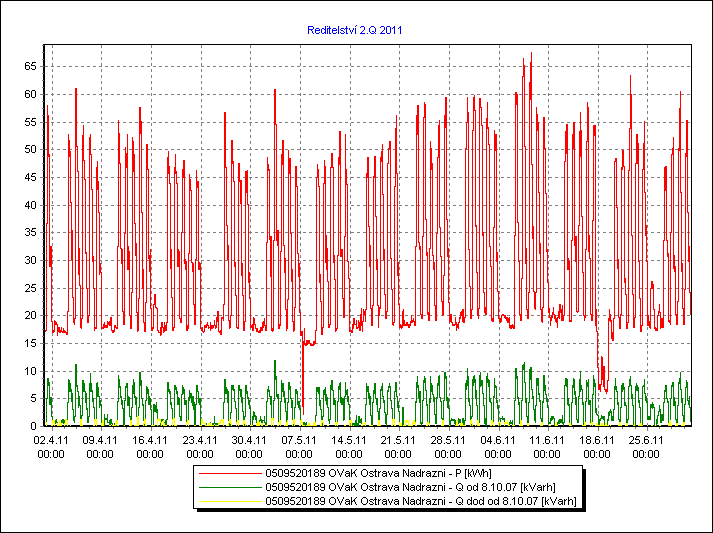 Reditelství 2.Q 2011
65
60
55
50
45
40
35
30
25
20
15
10
5
0
02.4.11 09.4.11 16.4.11 23.4.11 30.4.11 07.5.11 14.5.11 21.5.11 28.5.11 04.6.11 11.6.11 18.6.11 25.6.11
00:00 00:00 00:00 00:00 00:00 00:00 00:00 00:00 00:00 00:00 00:00 00:00 00:00
0509520189 OVaK Ostrava Nadrazni - P [kWh]
0509520189 OVaK Ostrava Nadrazni - Q od 8.10.07 [kVarh]
0509520189 OVaK Ostrava Nadrazni - Q dod od 8.10.07 [kVarh]